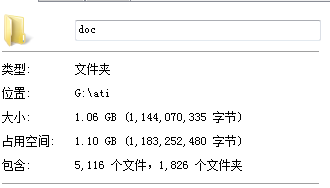 doc
类型: 文件夹
位置: G:\ati
大小: 1.06 GB (1,144,070,335 字节)
占用空间: 1.10 GB (1,183,252,480 字节)
包含: 5,116 个文件，1,826 个文件夹